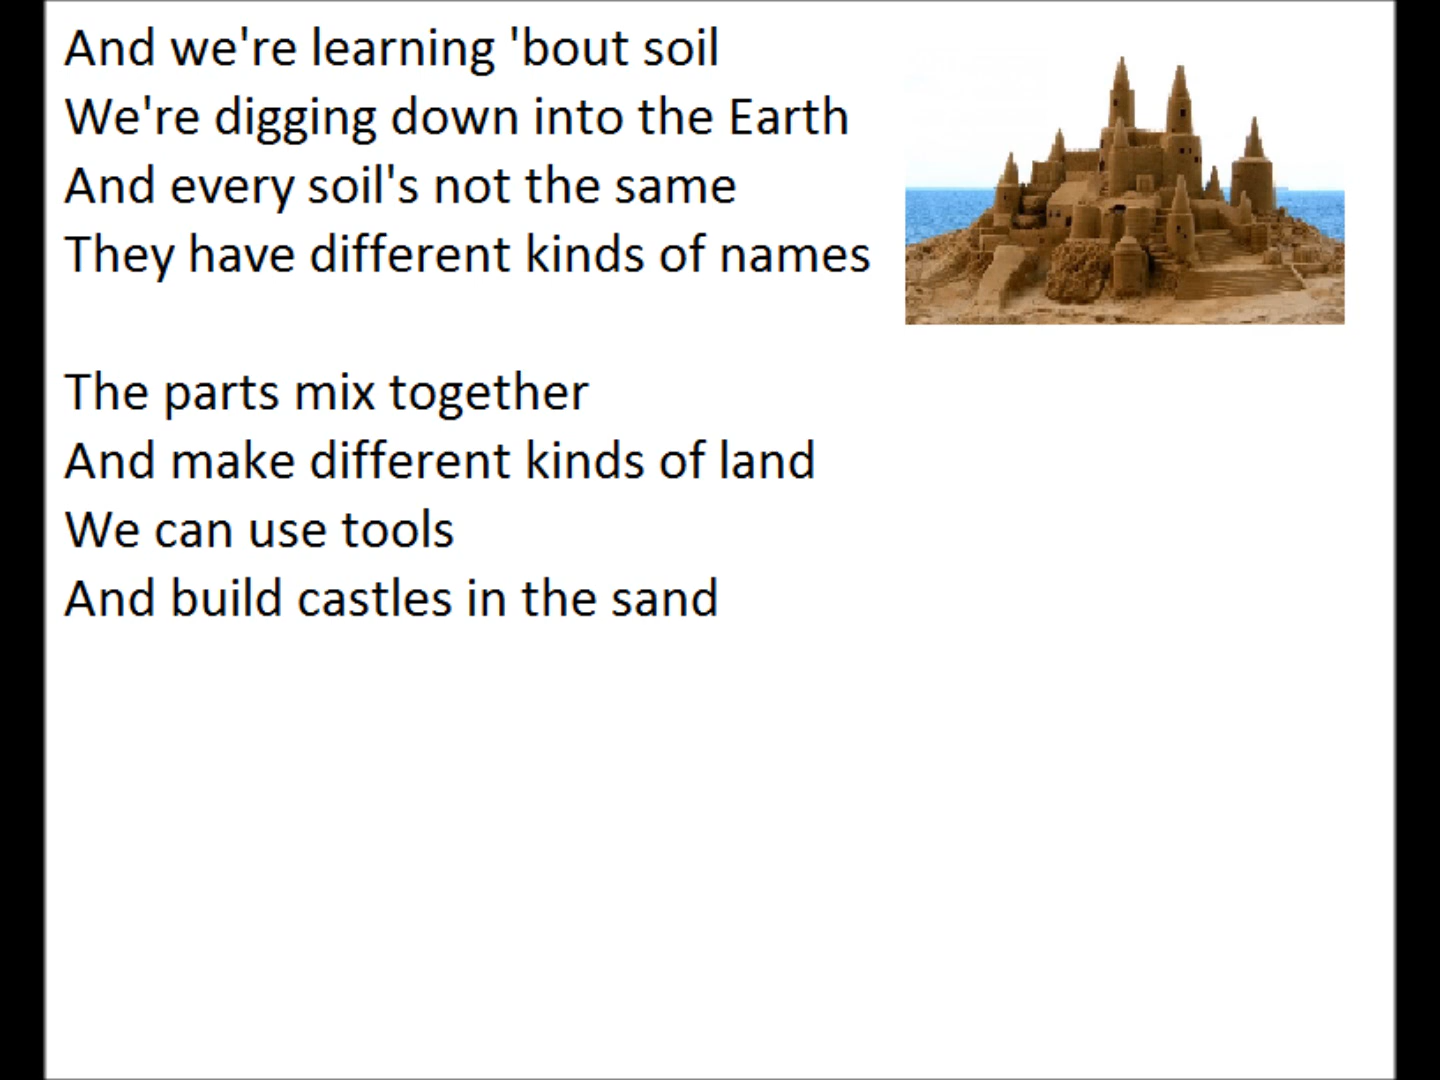 And we're learning 'bout soil
We're digging down into the Earth
And every soil's not the same
They have different kinds of names
The parts mix together
And make different kinds of land
We can use tools
And build castles in the sand